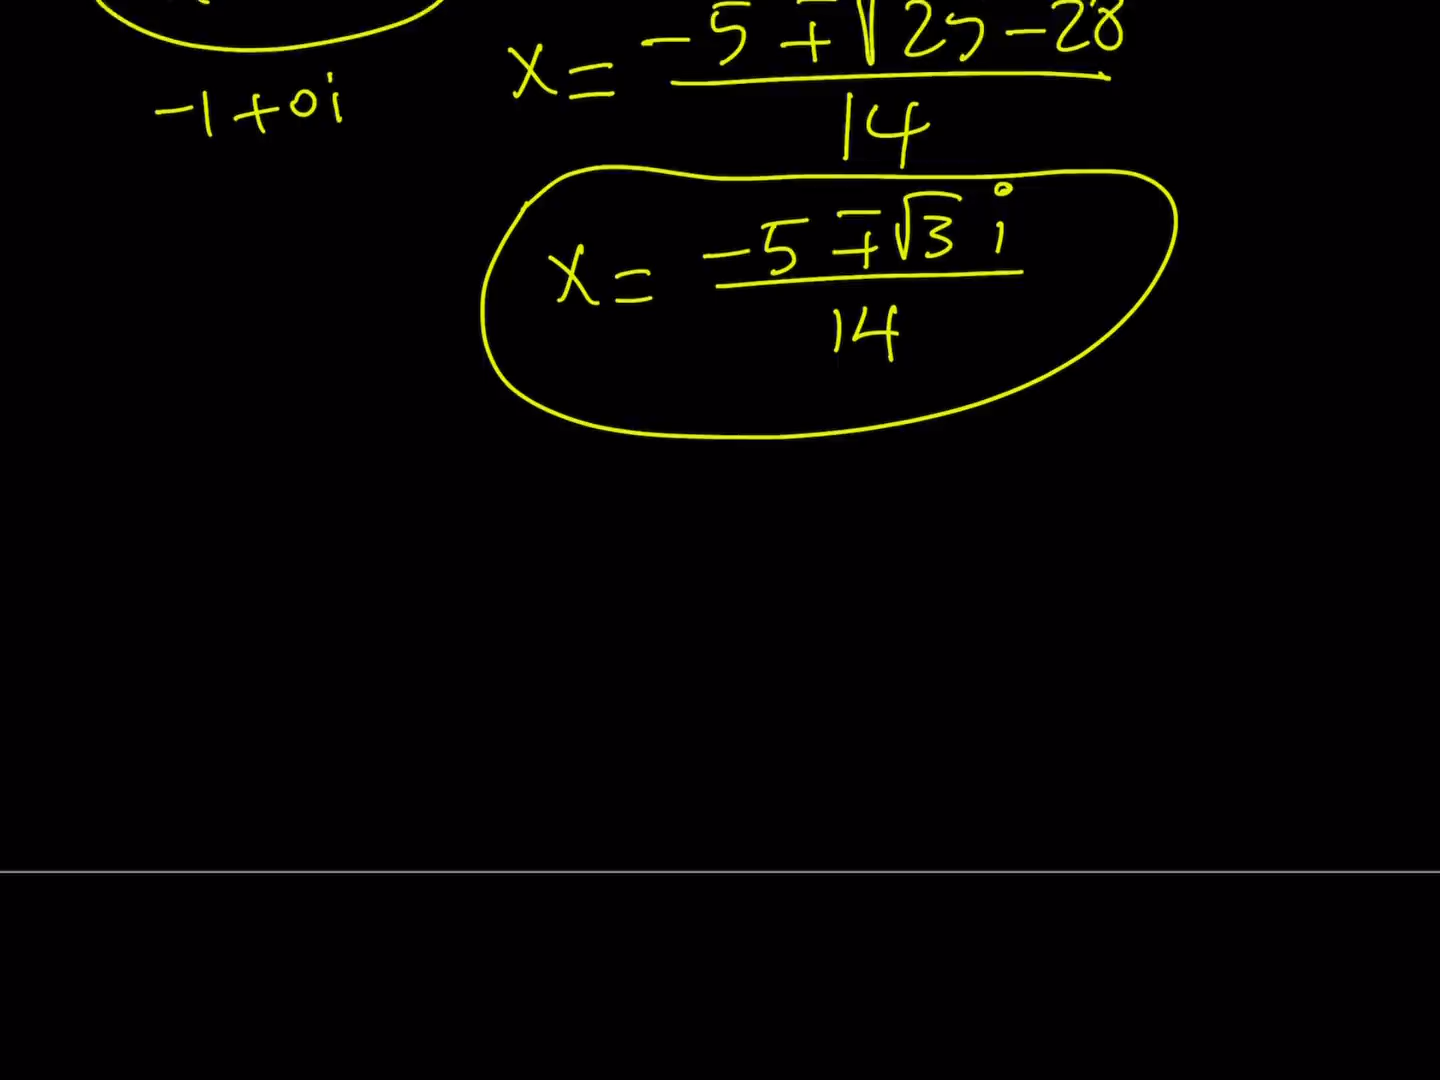 x = -5 ∓ √25-28 / 14
-1+0i
x = -5 ∓ √3 i / 14